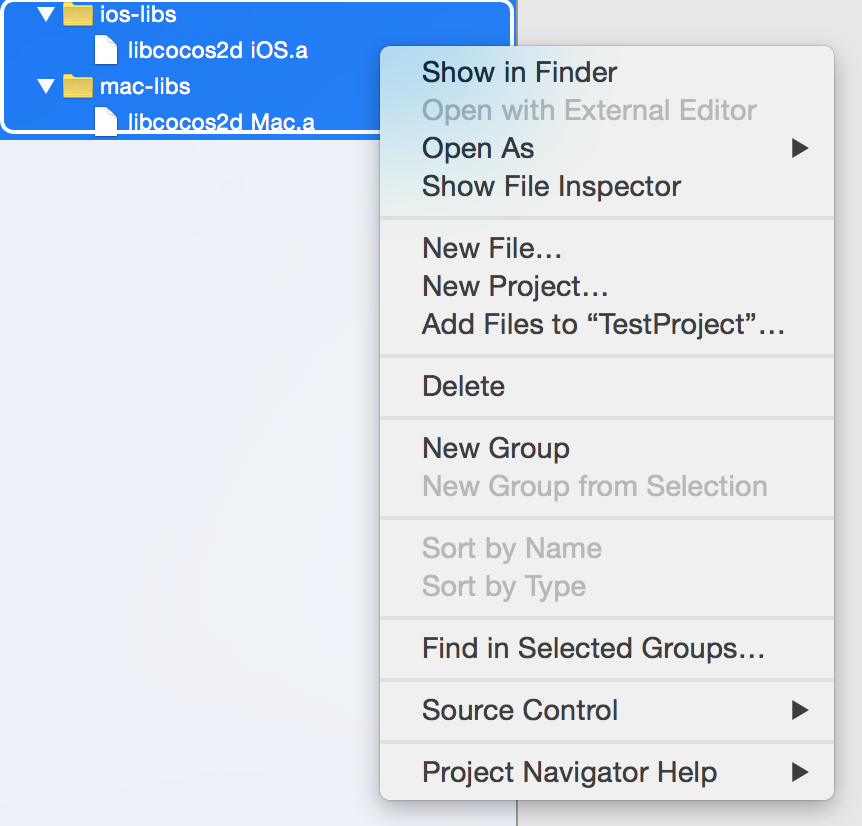 ios-libs
libcocos2d iOS.a
mac-libs
libcocos2d Mac.a
Show in Finder
Open with External Editor
Open As
Show File Inspector
New File…
New Project…
Add Files to “TestProject”…
Delete
New Group
New Group from Selection
Sort by Name
Sort by Type
Find in Selected Groups…
Source Control
Project Navigator Help